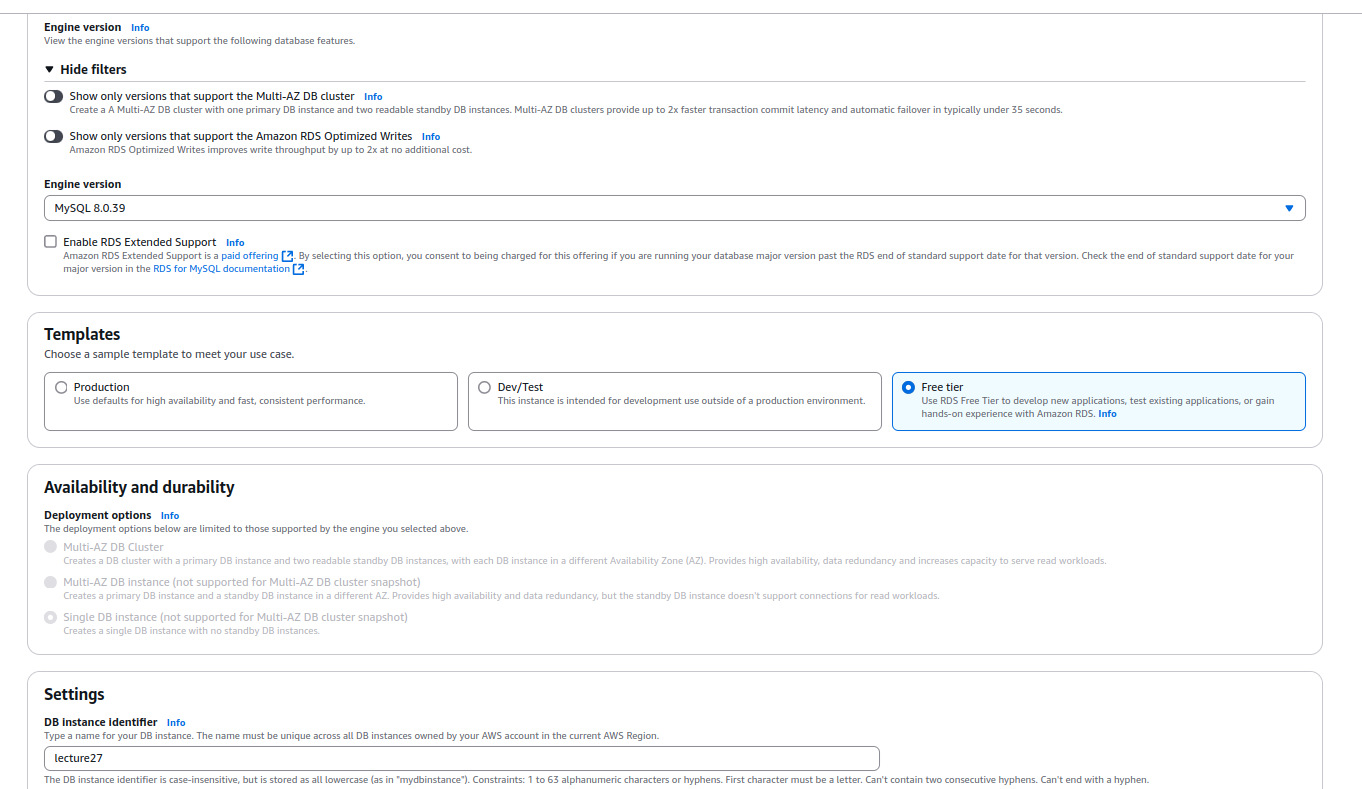 Engine version Info
View the engine versions that support the following database features.
Hide filters
Show only versions that support the Multi-AZ DB cluster Info
Create a A Multi-AZ DB cluster with one primary DB instance and two readable standby DB instances. Multi-AZ DB clusters provide up to 2x faster transaction commit latency and automatic failover in typically under 35 seconds.
Show only versions that support the Amazon RDS Optimized Writes Info
Amazon RDS Optimized Writes improves write throughput by up to 2x at no additional cost.
Engine version
MySQL 8.0.39
Enable RDS Extended Support Info
Amazon RDS Extended Support is a paid offering. By selecting this option, you consent to being charged for this offering if you are running your database major version past the RDS end of standard support date for that version. Check the end of standard support date for your
major version in the RDS for MySQL documentation.
Templates
Choose a sample template to meet your use case.
Production
Use defaults for high availability and fast, consistent performance.
Dev/Test
This instance is intended for development use outside of a production environment.
Free tier
Use RDS Free Tier to develop new applications, test existing applications, or gain
hands-on experience with Amazon RDS. Info
Availability and durability
Deployment options Info
The deployment options below are limited to those supported by the engine you selected above.
Multi-AZ DB Cluster
Creates a DB cluster with a primary DB instance and two readable standby DB instances, with each DB instance in a different Availability Zone (AZ). Provides high availability, data redundancy and increases capacity to serve read workloads.
Multi-AZ DB instance (not supported for Multi-AZ DB cluster snapshot)
Creates a primary DB instance and a standby DB instance in a different AZ. Provides high availability and data redundancy, but the standby DB instance doesn't support connections for read workloads.
Single DB instance (not supported for Multi-AZ DB cluster snapshot)
Creates a single DB instance with no standby DB instances.
Settings
DB instance identifier Info
Type a name for your DB instance. The name must be unique across all DB instances owned by your AWS account in the current AWS Region.
lecture27
The DB instance identifier is case-insensitive, but is stored as all lowercase (as in "mydbinstance"). Constraints: 1 to 63 alphanumeric characters or hyphens. First character must be a letter. Can't contain two consecutive hyphens. Can't end with a hyphen.